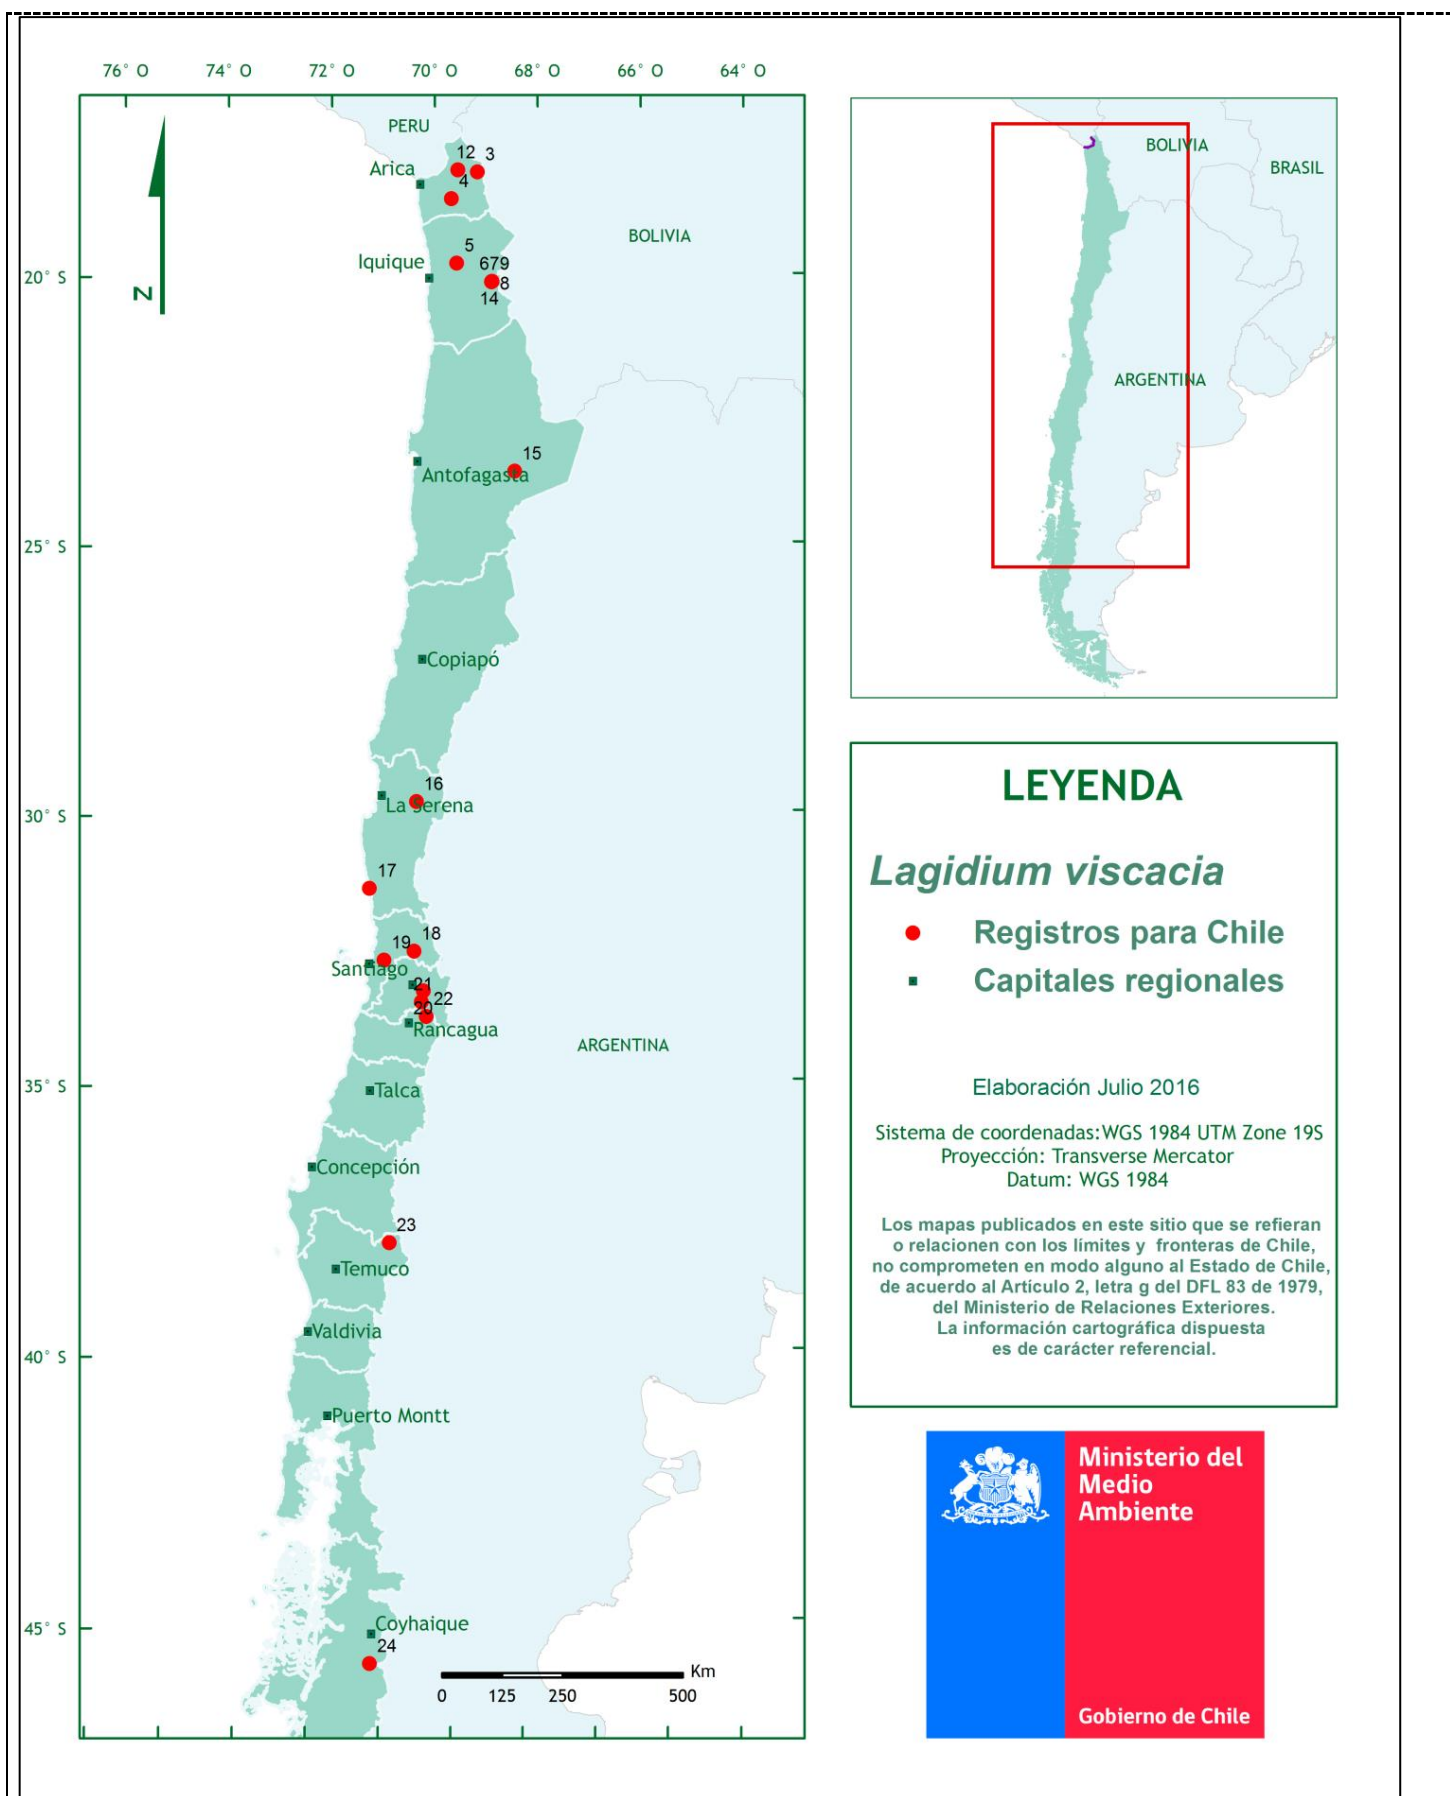 76° O 74° O 72° O 70° O 68° O 66° O 64° O
PERU
12 3
Arica
4
BOLIVIA
5
Iquique
679
20° S
8
14
N
15
Antofagasta
25° S
Copiapó
16
La Serena
30° S
17
18
19
Santiago
21
22
20
Rancagua
ARGENTINA
35° S
Talca
Concepción
23
Temuco
Valdivia
40° S
Puerto Montt
Coyhaique
45° S
24
Km
0 125 250 500
BOLIVIA
BRASIL
ARGENTINA
LEYENDA
Lagidium viscacia
Registros para Chile
Capitales regionales
Elaboración Julio 2016
Sistema de coordenadas:WGS 1984 UTM Zone 19S
Proyección: Transverse Mercator
Datum: WGS 1984
Los mapas publicados en este sitio que se refieran
o relacionen con los límites y fronteras de Chile,
no comprometen en modo alguno al Estado de Chile,
de acuerdo al Artículo 2, letra g del DFL 83 de 1979,
del Ministerio de Relaciones Exteriores.
La información cartográfica dispuesta
es de carácter referencial.
Ministerio del
Medio
Ambiente
Gobierno de Chile